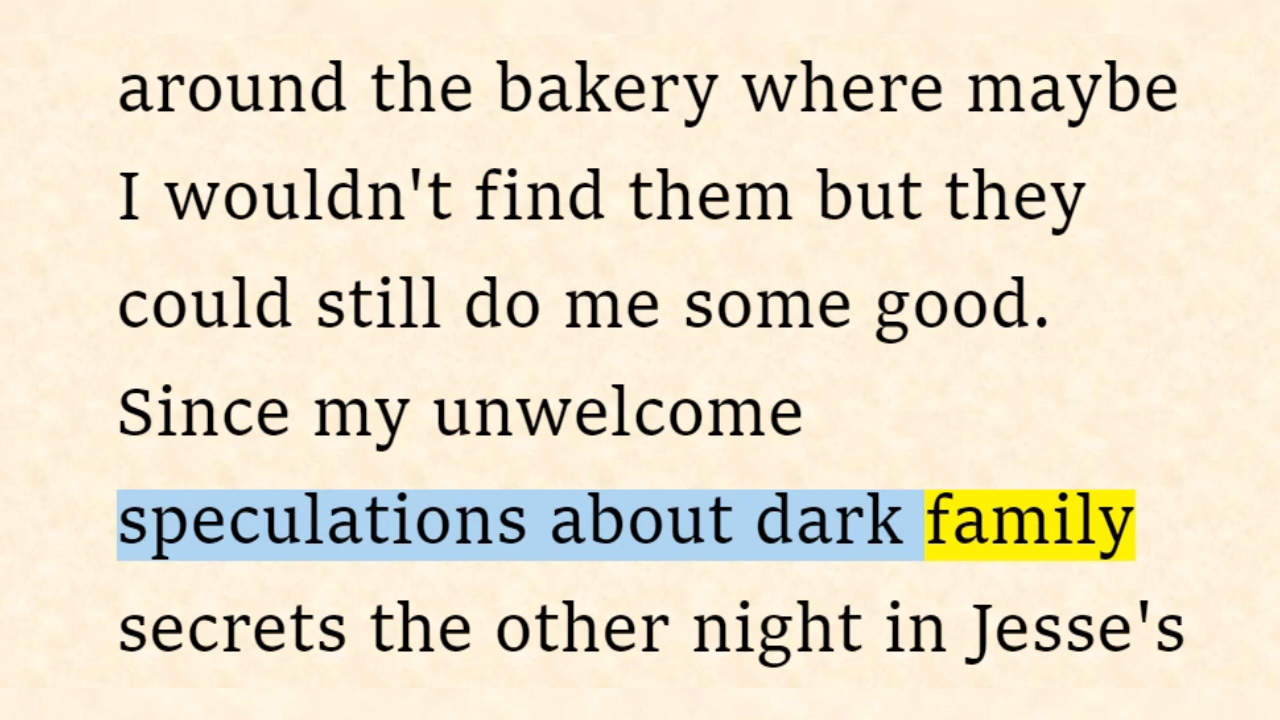 around the bakery where maybe
I wouldn't find them but they
could still do me some good.
Since my unwelcome
speculations about dark family
secrets the other night in Jesse's